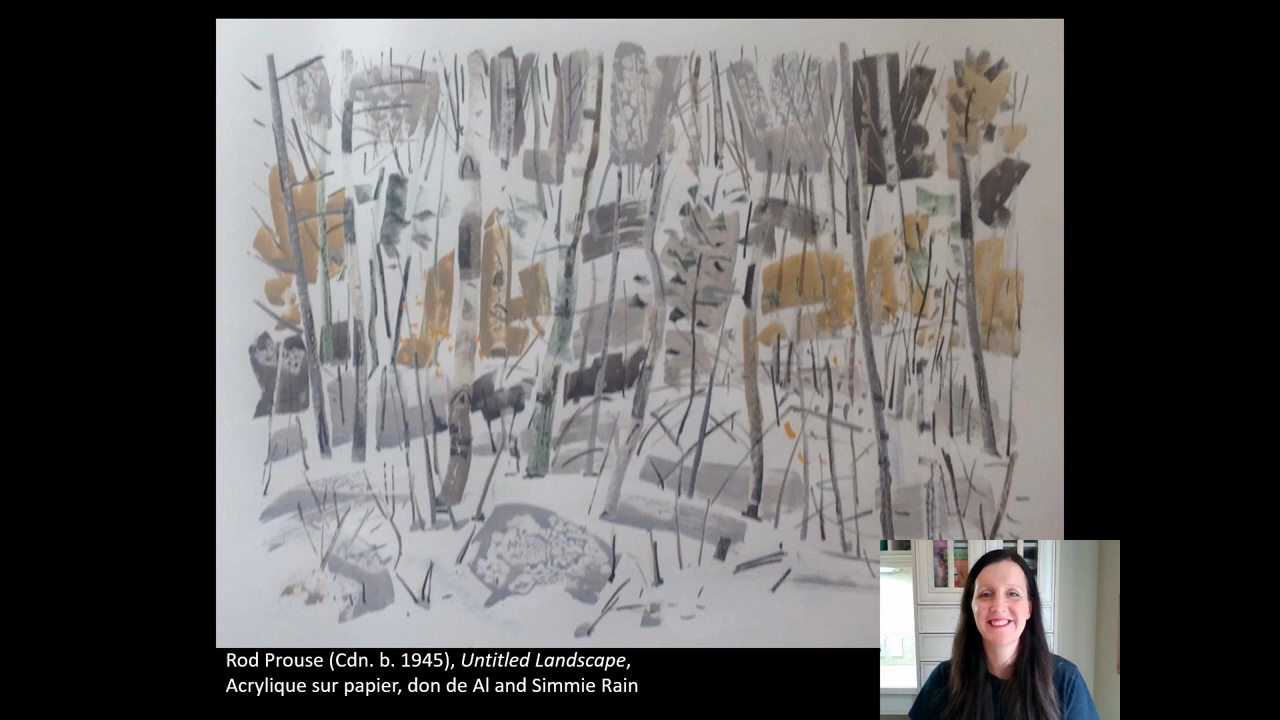 Rod Prouse (Cdn. b. 1945), Untitled Landscape,
Acrylique sur papier, don de Al and Simmie Rain